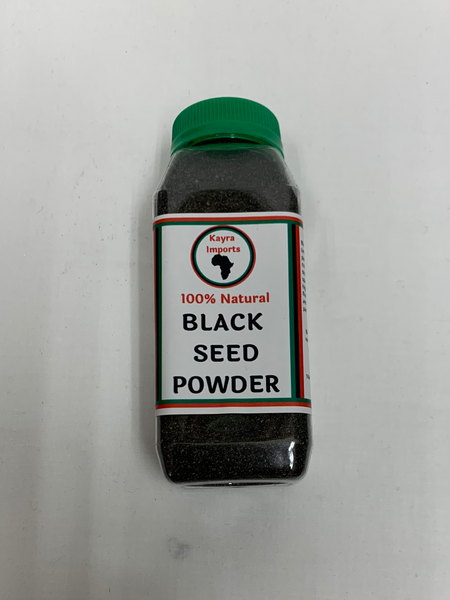 Kayra
Imports
100% Natural
BLACK
SEED
POWDER